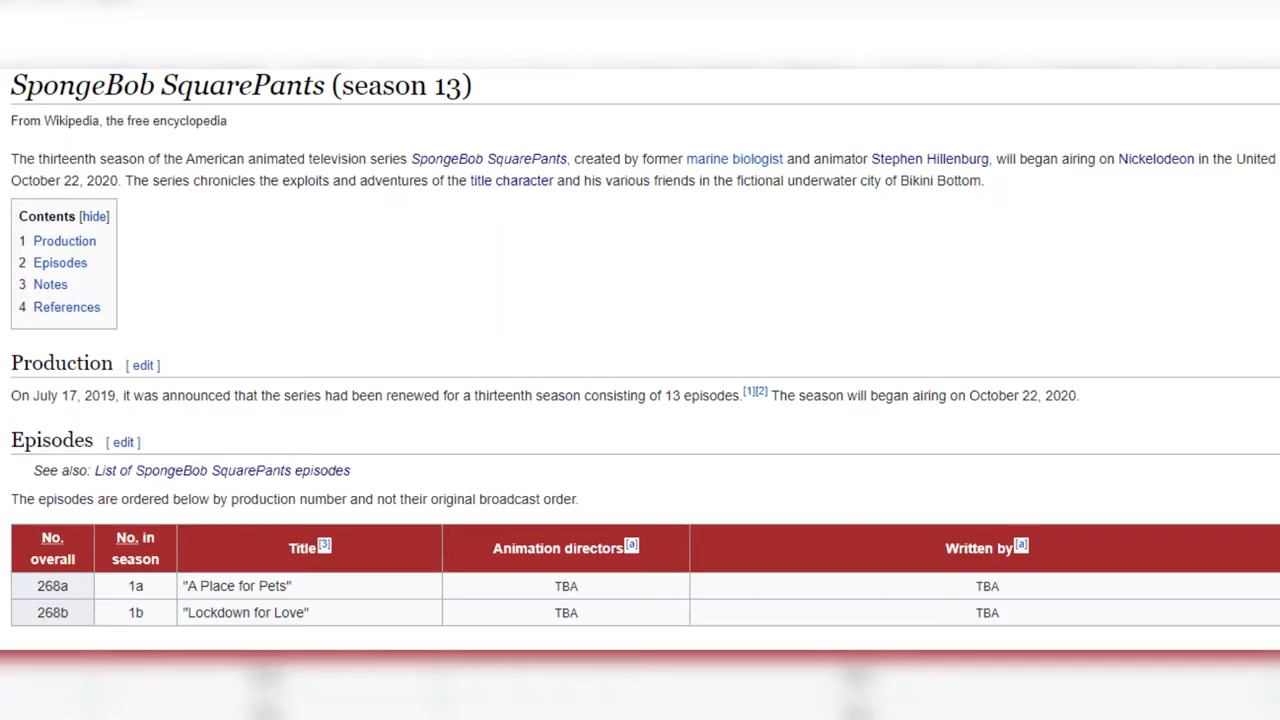 SpongeBob SquarePants (season 13)
From Wikipedia, the free encyclopedia
The thirteenth season of the American animated television series SpongeBob SquarePants, created by former marine biologist and animator Stephen Hillenburg, will began airing on Nickelodeon in the United
October 22, 2020. The series chronicles the exploits and adventures of the title character and his various friends in the fictional underwater city of Bikini Bottom.
Contents [hide]
1 Production
2 Episodes
3 Notes
4 References
Production [ edit ]
On July 17, 2019, it was announced that the series had been renewed for a thirteenth season consisting of 13 episodes.[1][2] The season will began airing on October 22, 2020.
Episodes [ edit ]
See also: List of SpongeBob SquarePants episodes
The episodes are ordered below by production number and not their original broadcast order.
No. overall No. in season Title[3] Animation directors[a] Written by[a]
268a 1a "A Place for Pets" TBA TBA
268b 1b "Lockdown for Love" TBA TBA